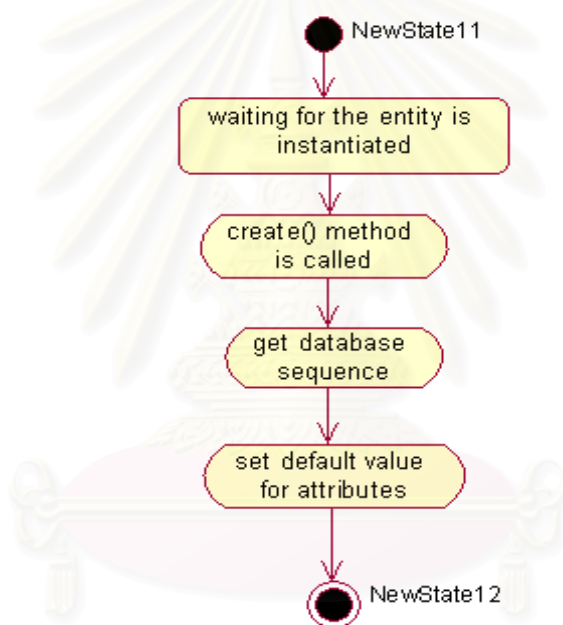 NewState11
waiting for the entity is
instantiated
create() method
is called
get database
sequence
set default value
for attributes
NewState12